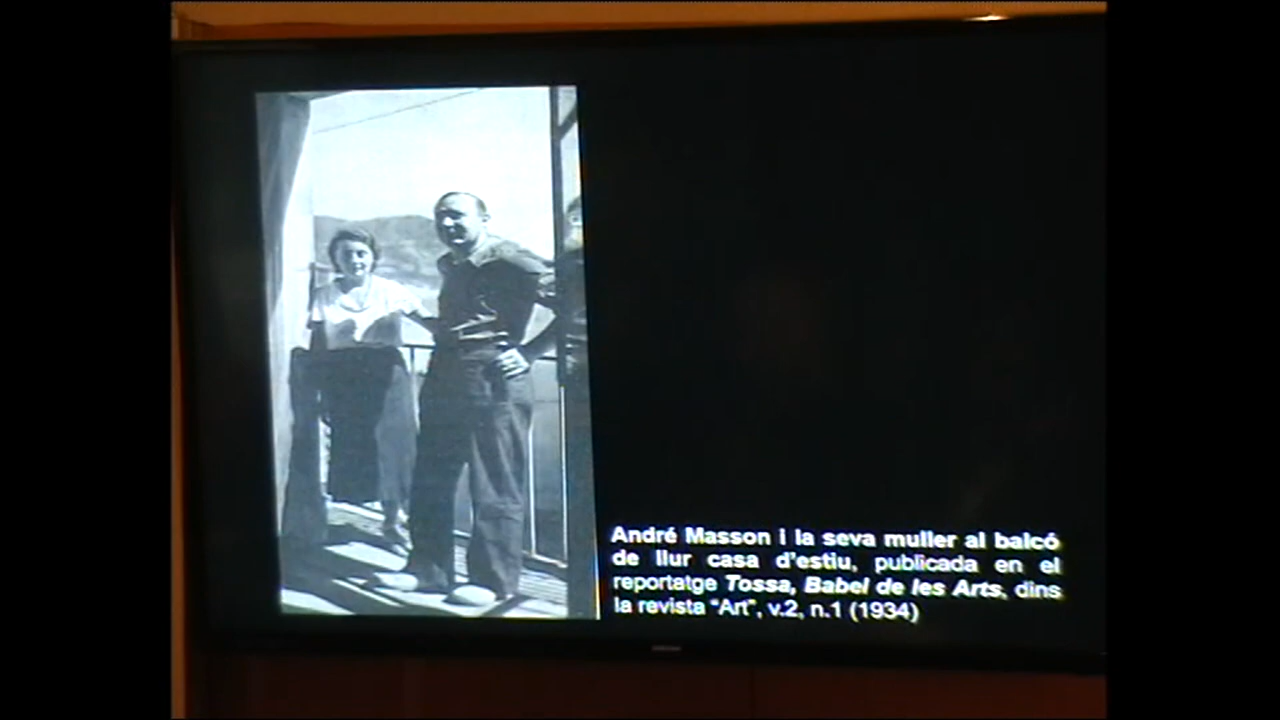 André Masson i la seva muller al balcó
de llur casa d'estiu, publicada en el
reportatge Tossa, Babel de les Arts, dins
la revista "Art", v.2, n.1 (1934)